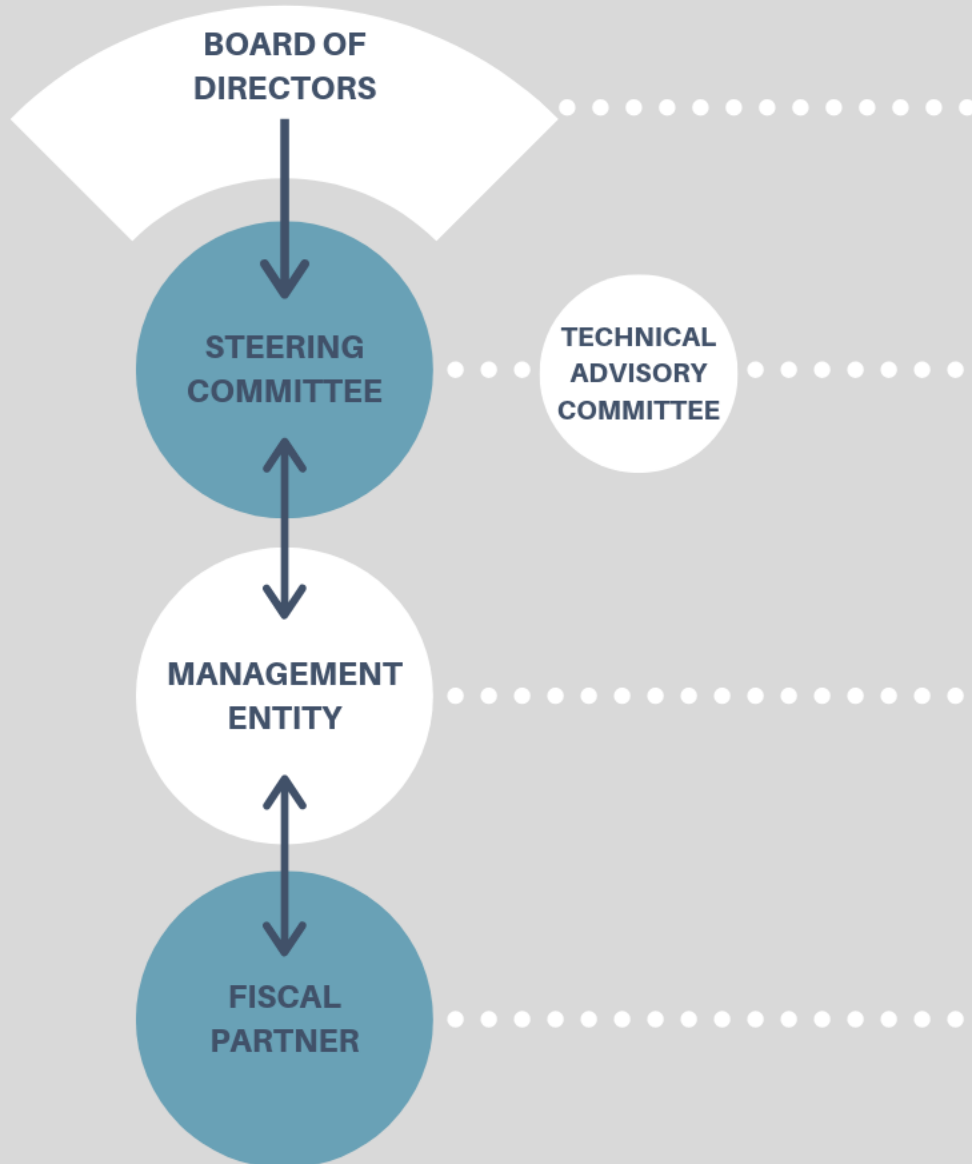 BOARD OF
DIRECTORS
STEERING
COMMITTEE
TECHNICAL
ADVISORY
COMMITTEE
MANAGEMENT
ENTITY
FISCAL
PARTNER